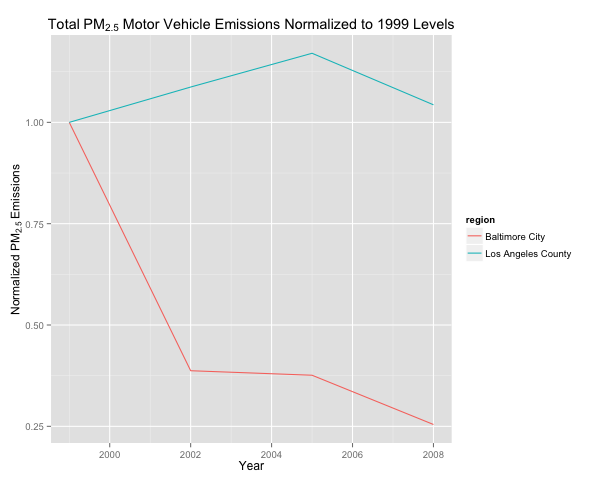 Total PM2.5 Motor Vehicle Emissions Normalized to 1999 Levels
Normalized PM2.5 Emissions
1.00
0.75
0.50
0.25
2000 2002 2004 2006 2008
Year
region
Baltimore City
Los Angeles County